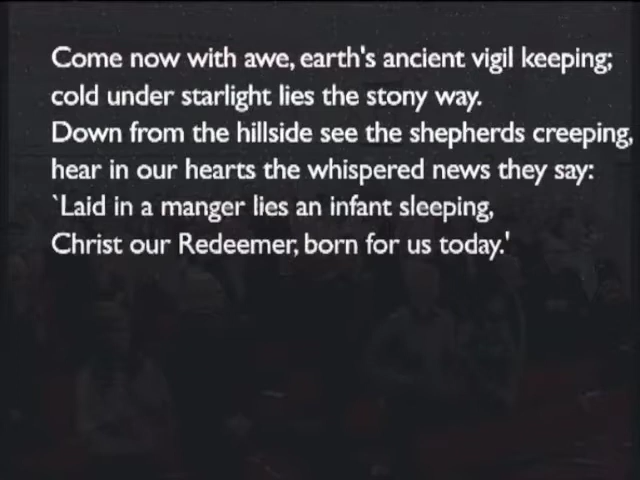 Come now with awe, earth's ancient vigil keeping;
cold under starlight lies the stony way.
Down from the hillside see the shepherds creeping,
hear in our hearts the whispered news they say:
`Laid in a manger lies an infant sleeping,
Christ our Redeemer, born for us today.'